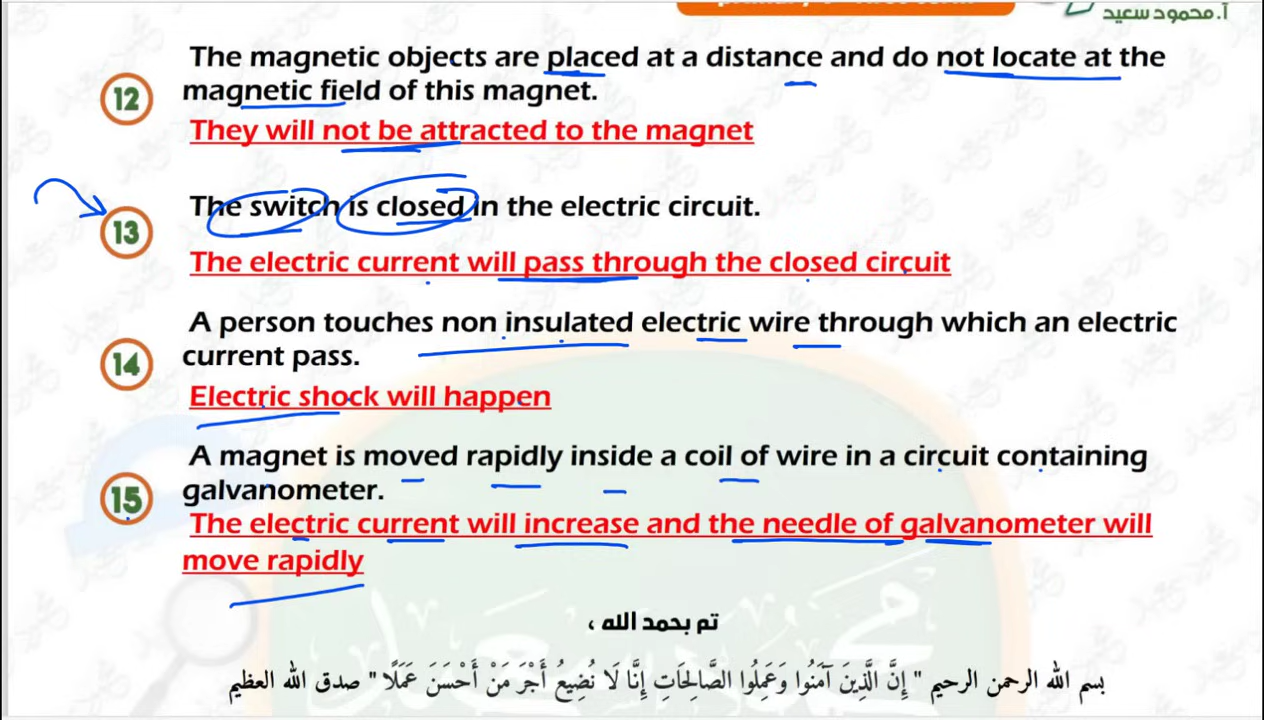 أ.محمود سعيد
The magnetic objects are placed at a distance and do not locate at the
12
magnetic field of this magnet.
They will not be attracted to the magnet
The switch is closed in the electric circuit.
13
The electric current will pass through the closed circuit
A person touches non insulated electric wire through which an electric
14
current pass.
Electric shock will happen
A magnet is moved rapidly inside a coil of wire in a circuit containing
15
galvanometer.
The electric current will increase and the needle of galvanometer will
move rapidly
تم بحمد الله ،
بسم الله الرحمن الرحيم " إِنَّ الَّذِينَ آمَنُوا وَعَمِلُوا الصَّالِحَاتِ إِنَّا لَا نُضِيعُ أَجْرَ مَنْ أَحْسَنَ عَمَلًا " صدق الله العظيم